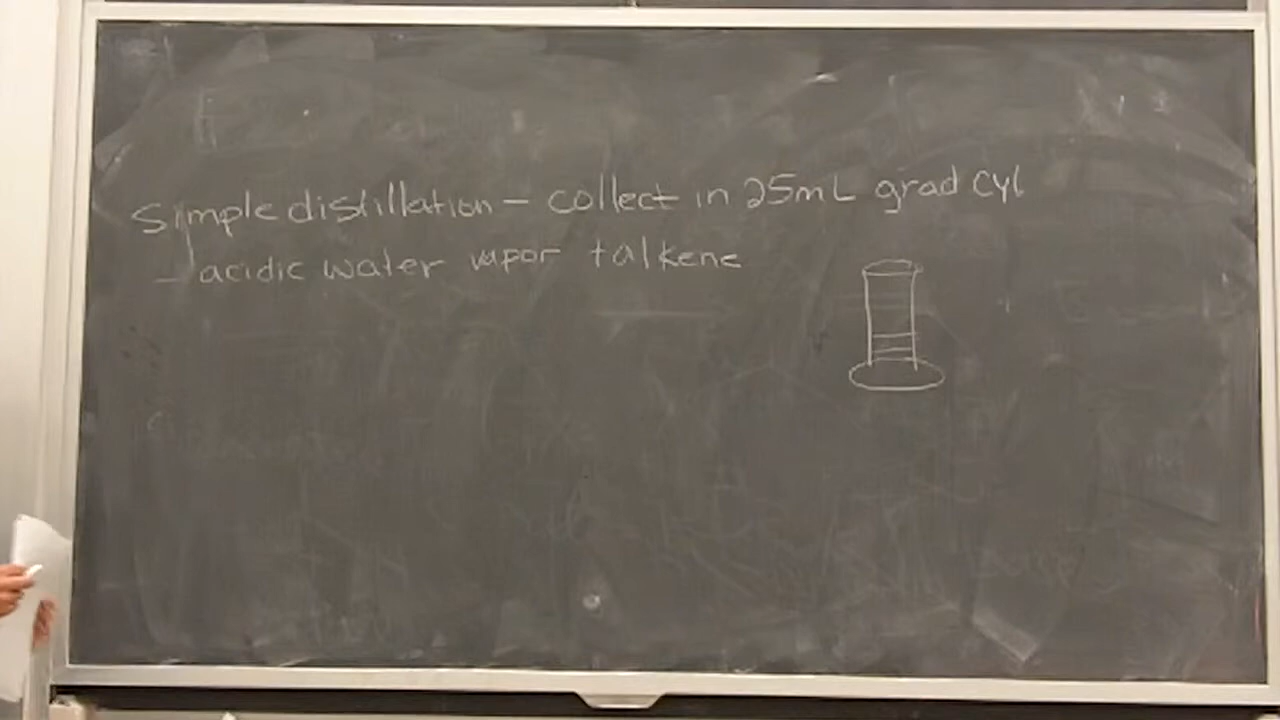 Simple distillation - collect in 25mL grad cyl
- acidic water vapor + alkene